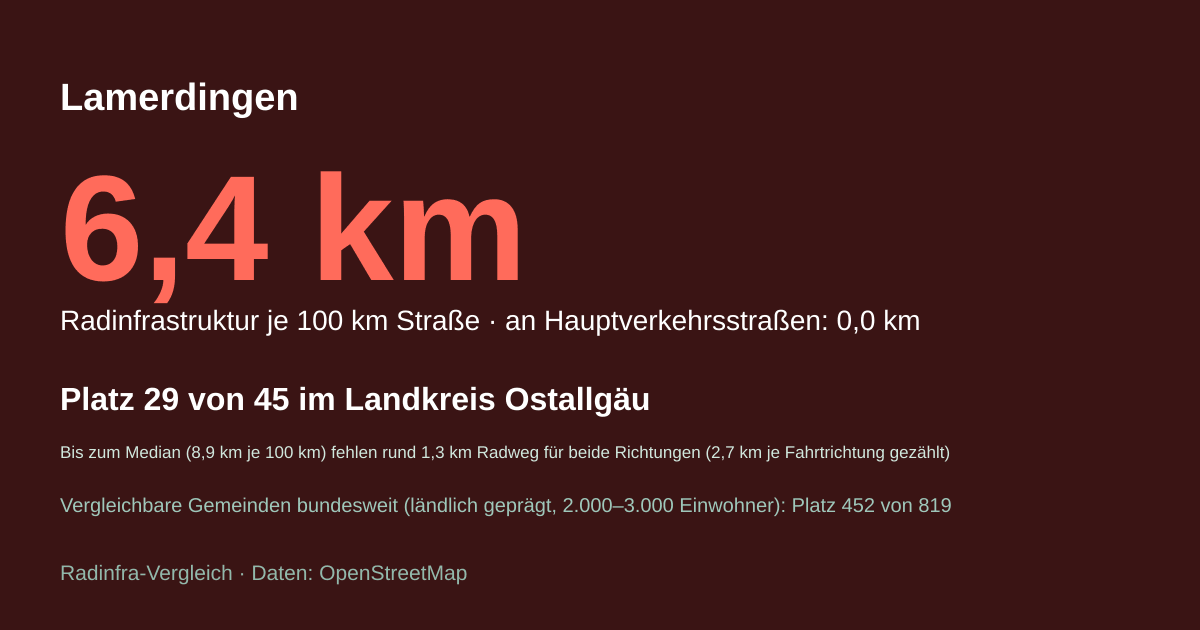 Lamerdingen
6,4 km
Radinfrastruktur je 100 km Straße · an Hauptverkehrsstraßen: 0,0 km
Platz 29 von 45 im Landkreis Ostallgäu
Bis zum Median (8,9 km je 100 km) fehlen rund 1,3 km Radweg für beide Richtungen (2,7 km je Fahrtrichtung gezählt)
Vergleichbare Gemeinden bundesweit (ländlich geprägt, 2.000–3.000 Einwohner): Platz 452 von 819
Radinfra-Vergleich · Daten: OpenStreetMap